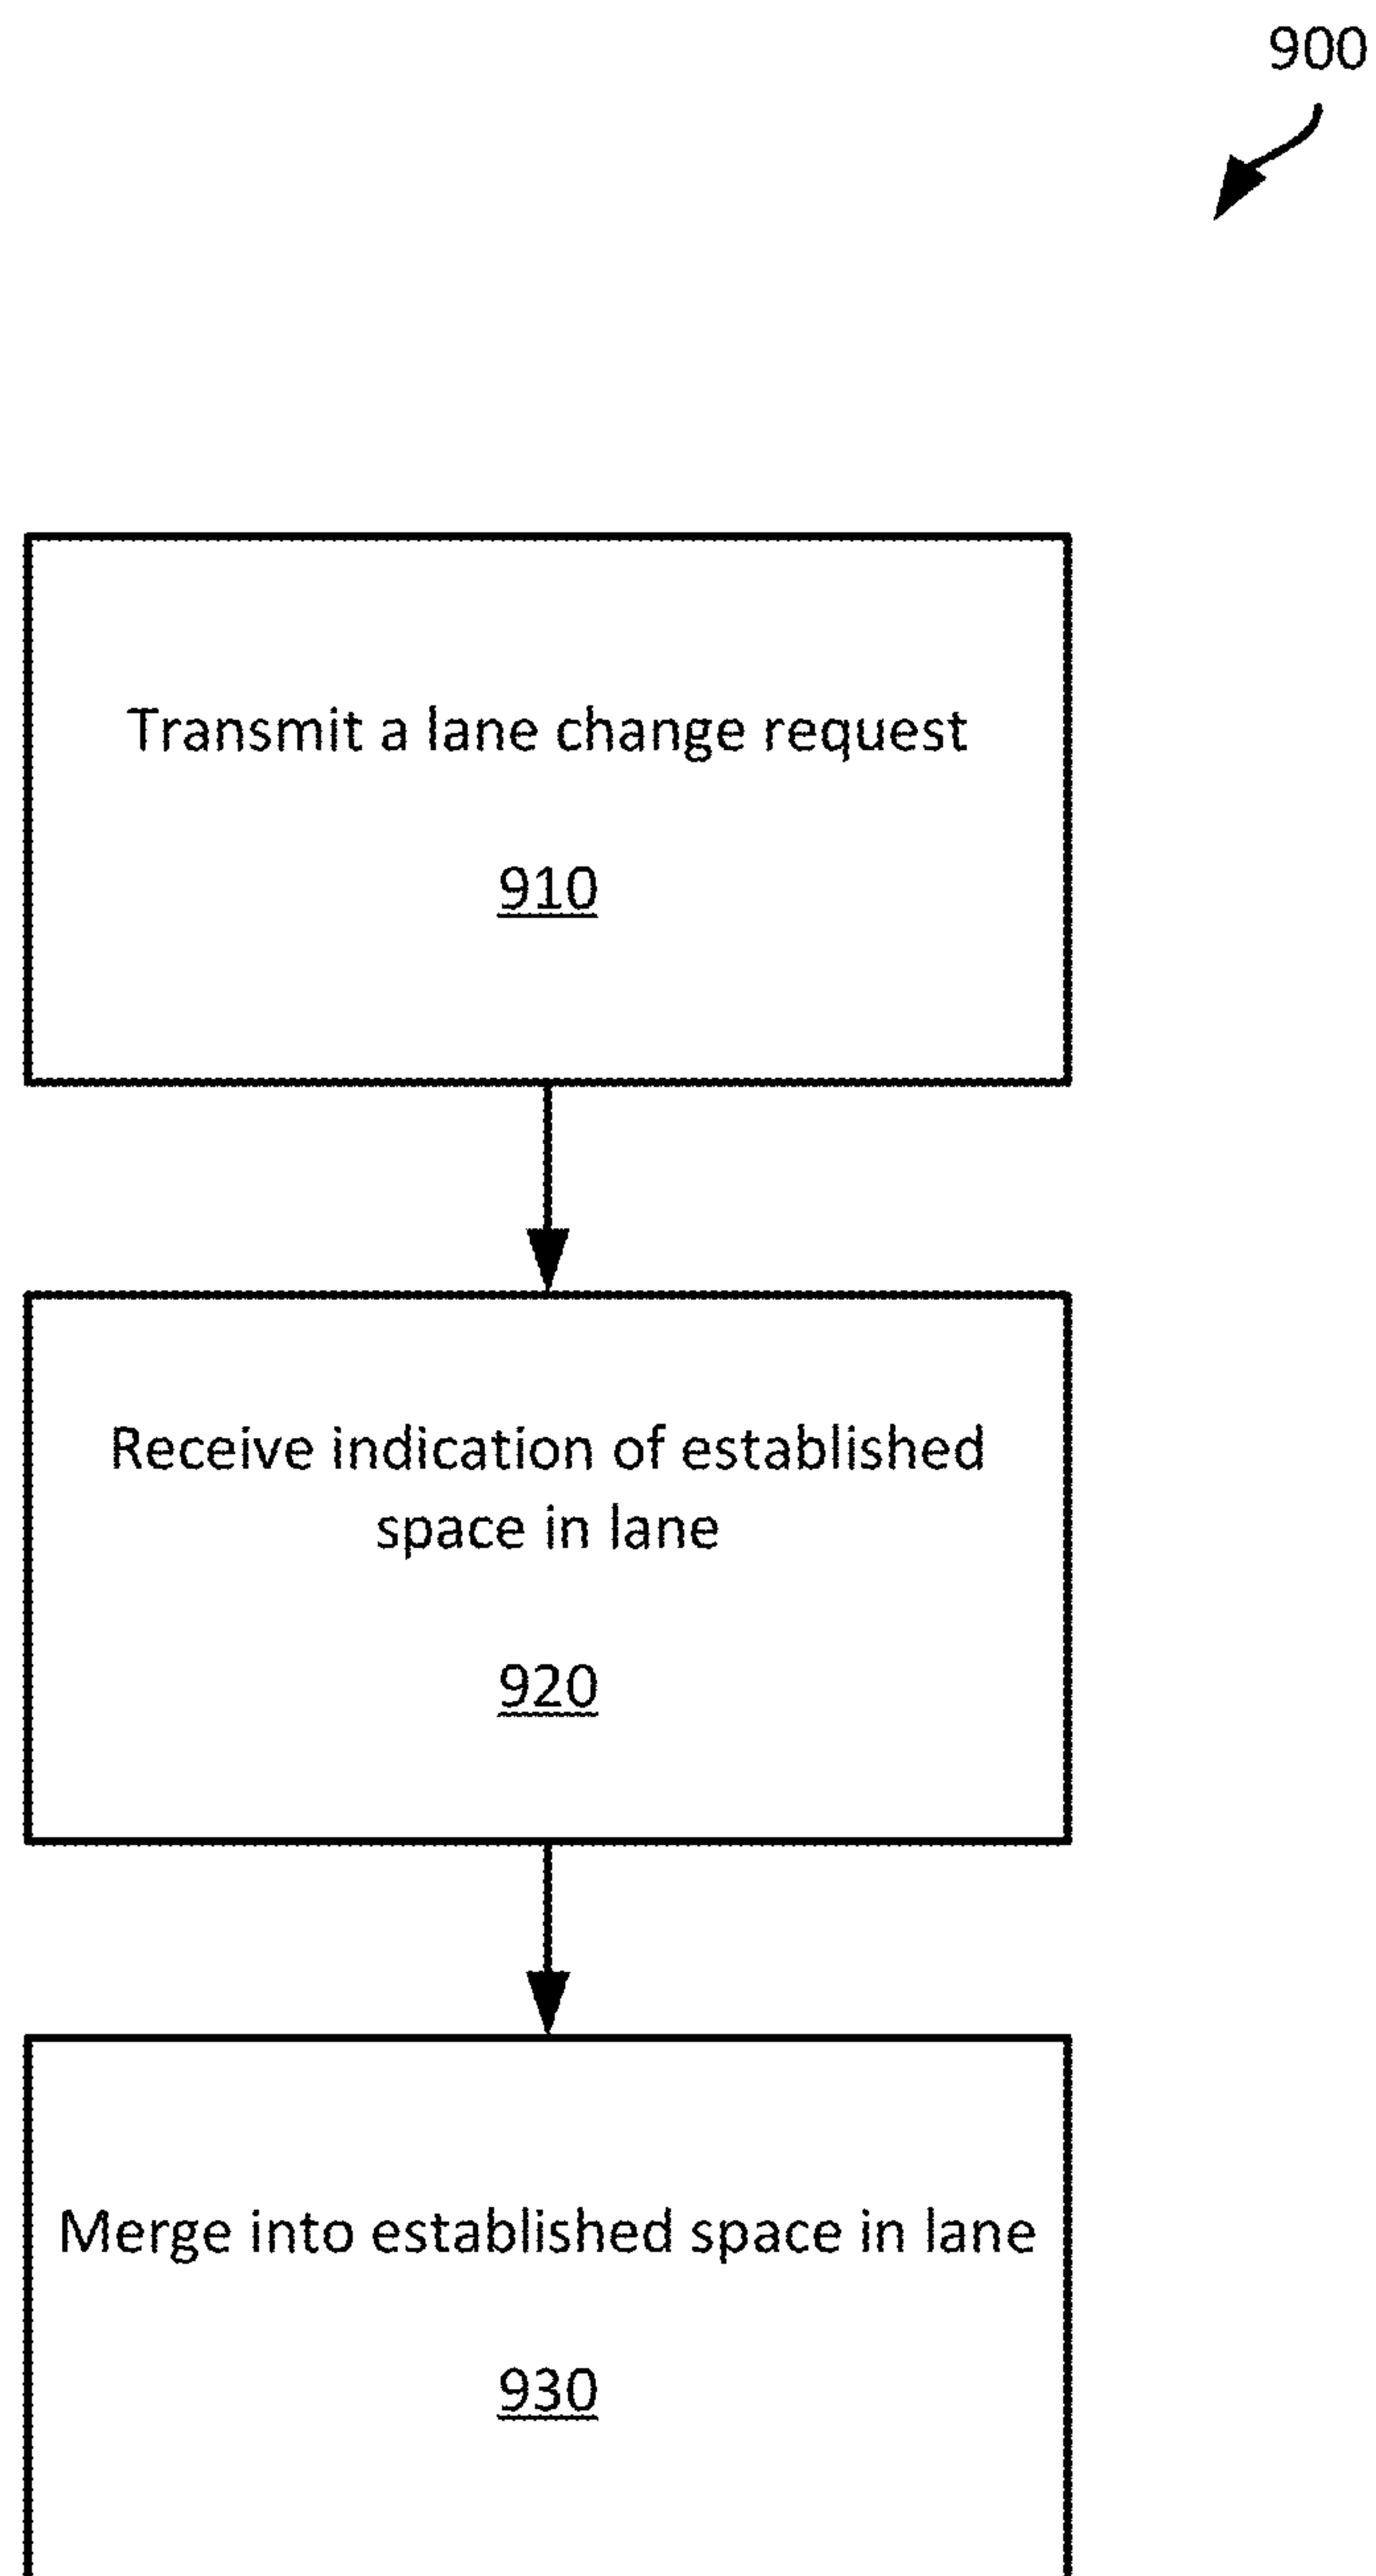 900
Transmit a lane change request
910
Receive indication of established
space in lane
920
Merge into established space in lane
930